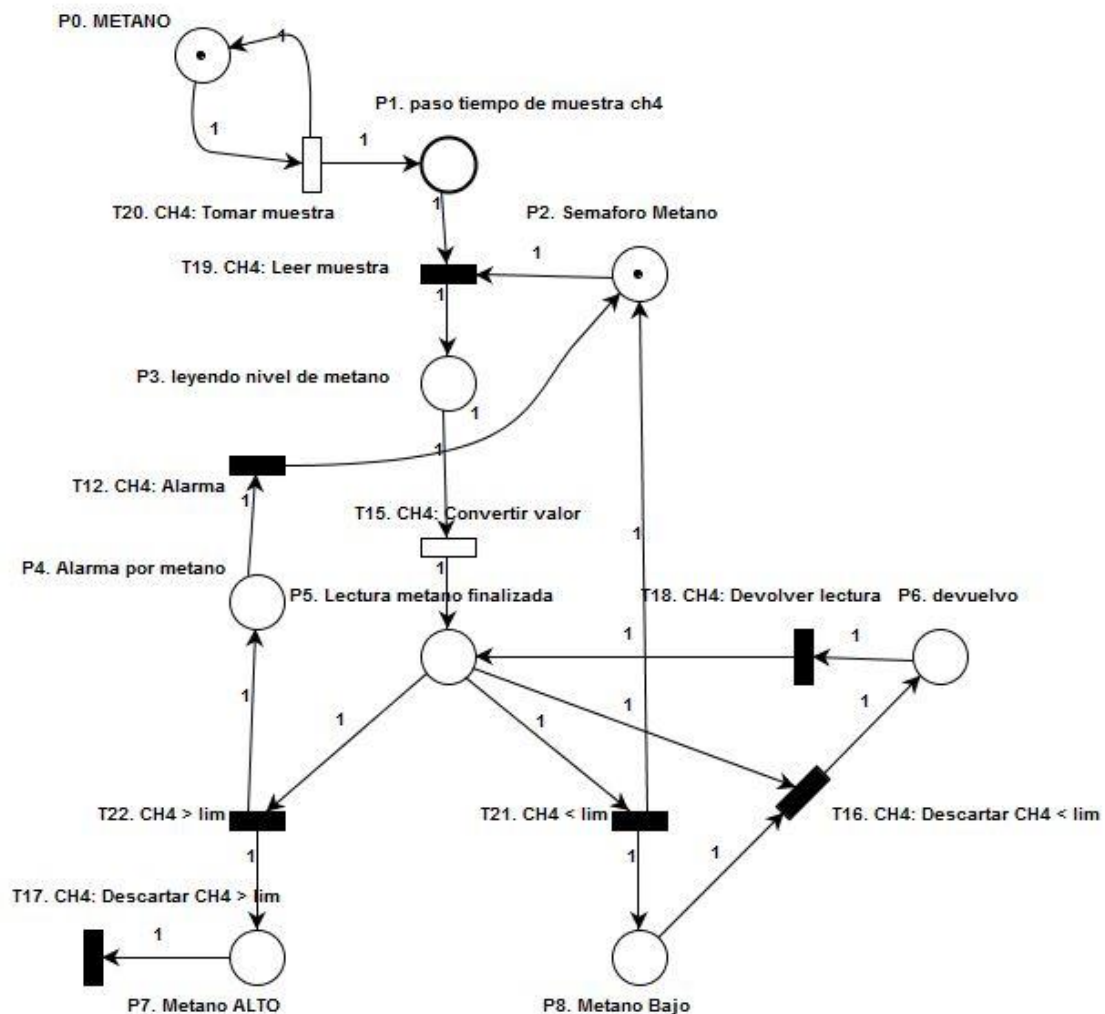 P0. METANO
1
P1. paso tiempo de muestra ch4
1
1
T20. CH4: Tomar muestra
1
P2. Semaforo Metano
T19. CH4: Leer muestra
1
1
P3. leyendo nivel de metano
1
1
T12. CH4: Alarma
1
T15. CH4: Convertir valor
1
P4. Alarma por metano
1
P5. Lectura metano finalizada
T18. CH4: Devolver lectura
P6. devuelvo
1
1
1
1
1
1
1
T22. CH4 > lim
T21. CH4 < lim
T16. CH4: Descartar CH4 < lim
1
1
1
T17. CH4: Descartar CH4 > lim
1
P7. Metano ALTO
P8. Metano Bajo